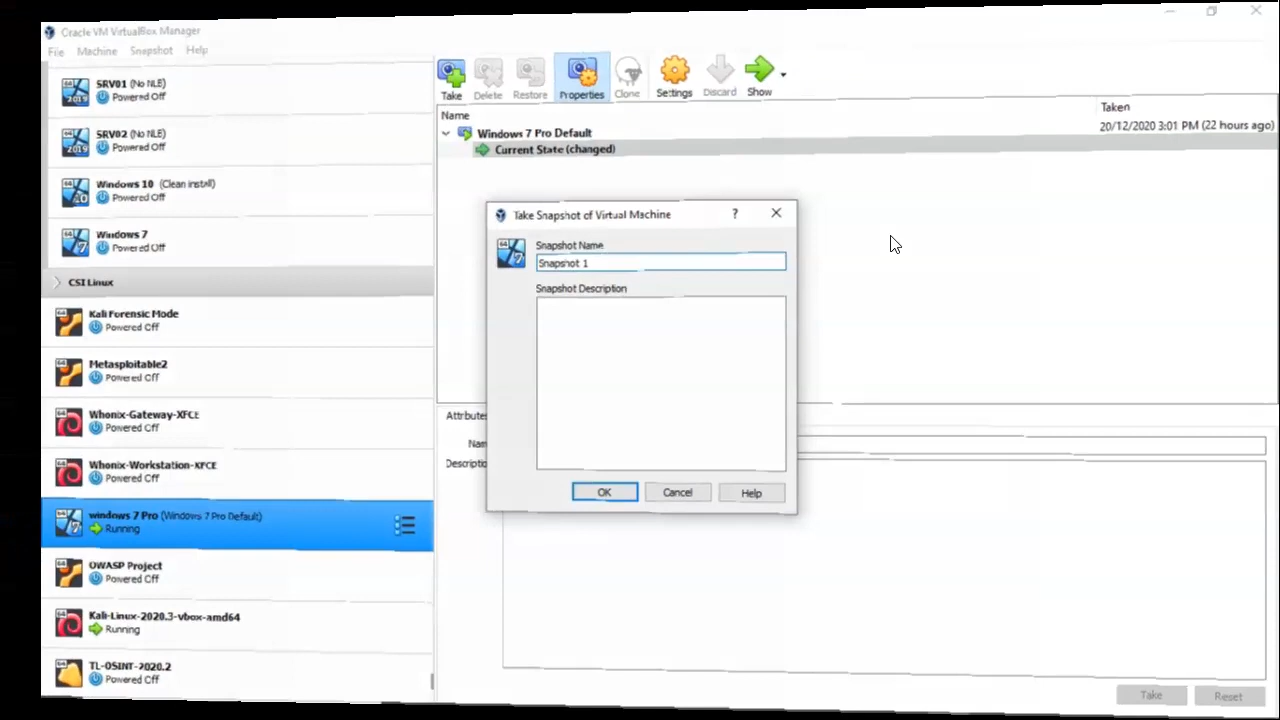 Oracle VM VirtualBox Manager
File Machine Snapshot Help
SRV01 (No NLE)
Powered Off
SRV02 (No NLE)
Powered Off
Windows 10 (Clean install)
Powered Off
Windows 7
Powered Off
CSI Linux
Kali Forensic Mode
Powered Off
Metasploitable2
Powered Off
Whonix-Gateway-XFCE
Powered Off
Whonix-Workstation-XFCE
Powered Off
windows 7 Pro (Windows 7 Pro Default)
Running
OWASP Project
Powered Off
Kali-Linux-2020.3-vbox-amd64
Running
TL-OSINT-2020.2
Powered Off
Take Delete Restore Properties Clone Settings Discard Show
Name Taken
Windows 7 Pro Default 20/12/2020 3:01 PM (22 hours ago)
Current State (changed)
Take Snapshot of Virtual Machine ?
Snapshot Name
Snapshot 1
Snapshot Description
OK Cancel Help
Attributes
Nam
Descriptio
Take Reset